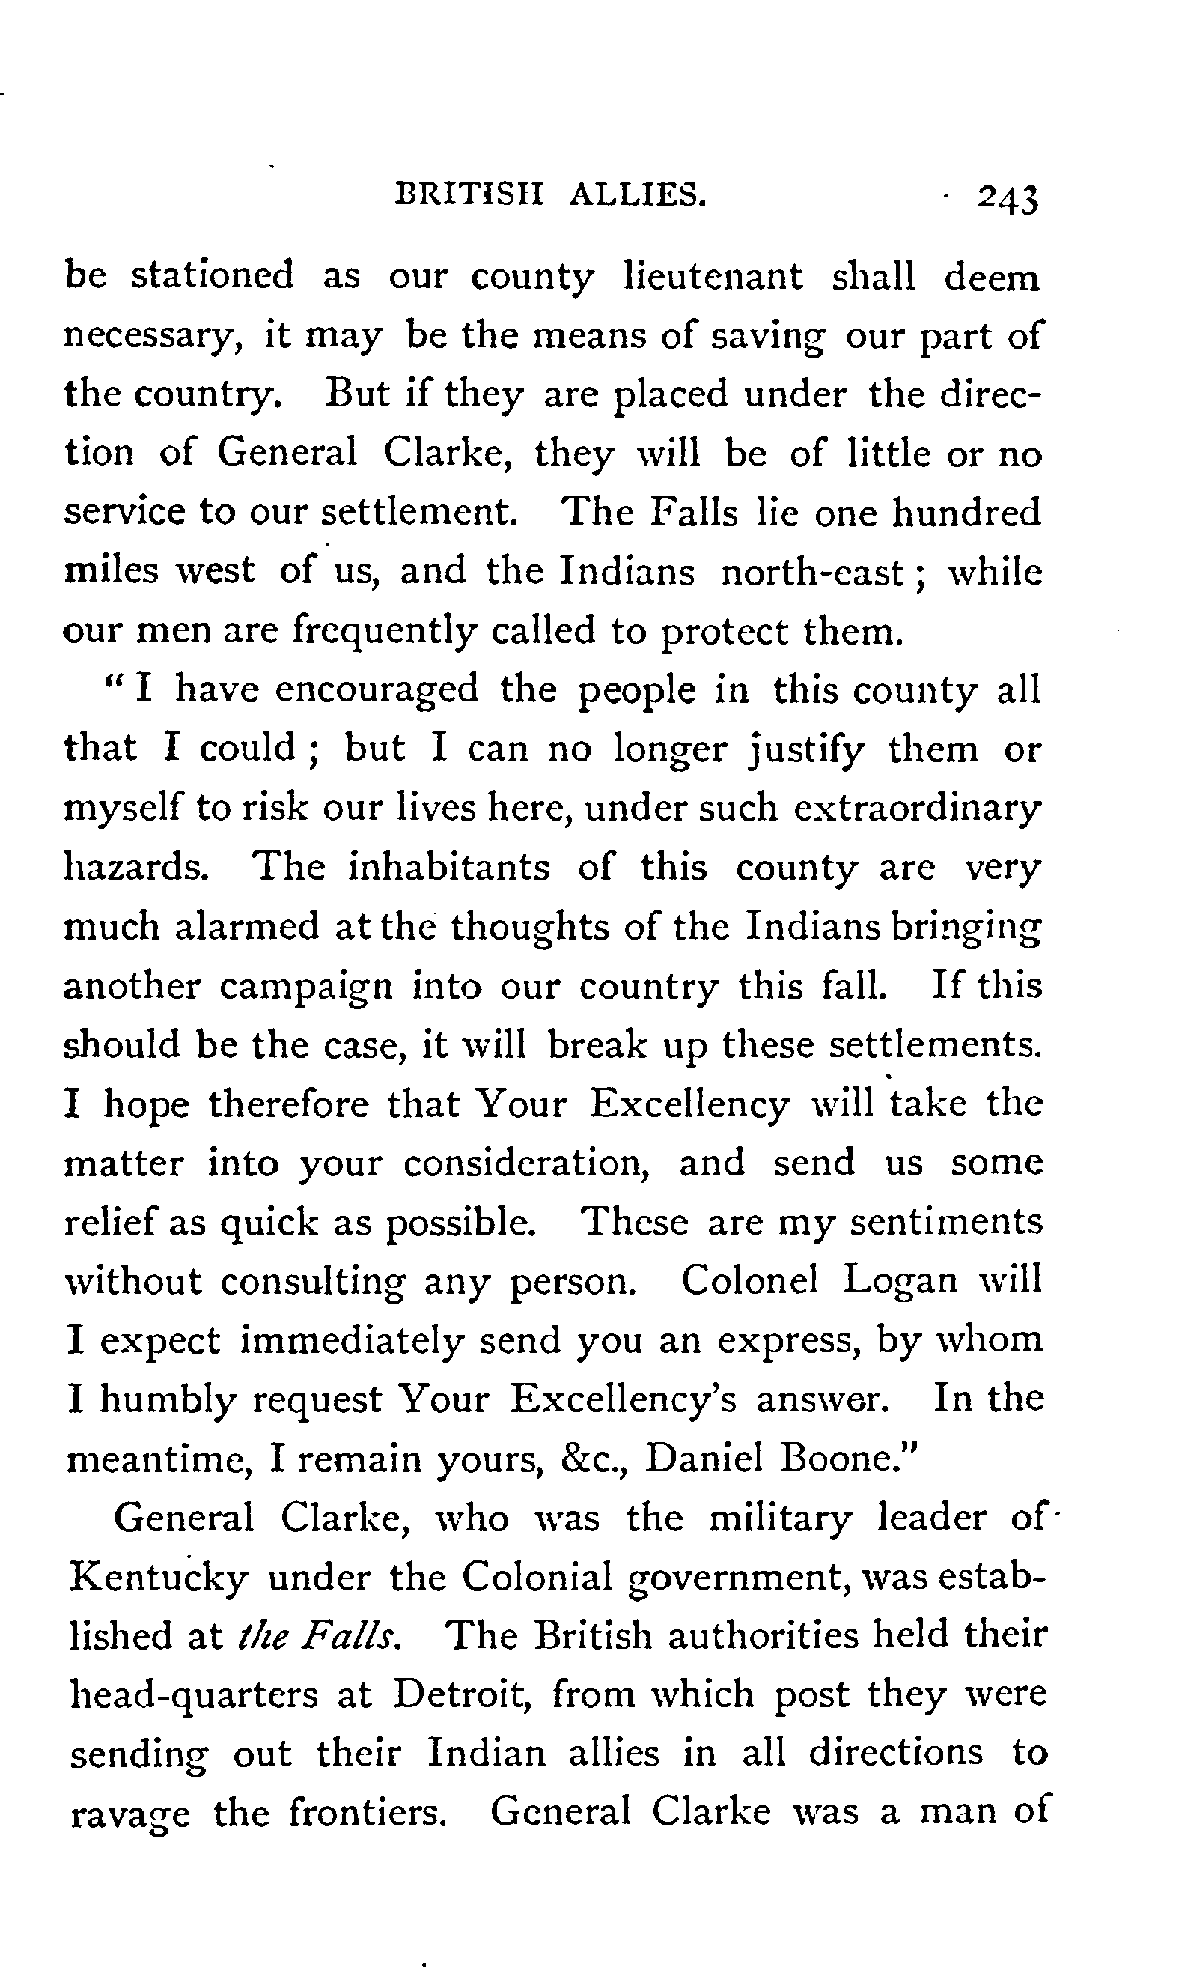 BRITISH ALLIES. 243
be stationed as our county lieutenant shall deem
necessary, it may be the means of saving our part of
the country. But if they are placed under the direc-
tion of General Clarke, they will be of little or no
service to our settlement. The Falls lie one hundred
miles west of us, and the Indians north-east ; while
our men are frequently called to protect them.
“ I have encouraged the people in this county all
that I could ; but I can no longer justify them or
myself to risk our lives here, under such extraordinary
hazards. The inhabitants of this county are very
much alarmed at the thoughts of the Indians bringing
another campaign into our country this fall. If this
should be the case, it will break up these settlements.
I hope therefore that Your Excellency will take the
matter into your consideration, and send us some
relief as quick as possible. These are my sentiments
without consulting any person. Colonel Logan will
I expect immediately send you an express, by whom
I humbly request Your Excellency’s answer. In the
meantime, I remain yours, &c., Daniel Boone.”
General Clarke, who was the military leader of
Kentucky under the Colonial government, was estab-
lished at the Falls. The British authorities held their
head-quarters at Detroit, from which post they were
sending out their Indian allies in all directions to
ravage the frontiers. General Clarke was a man of